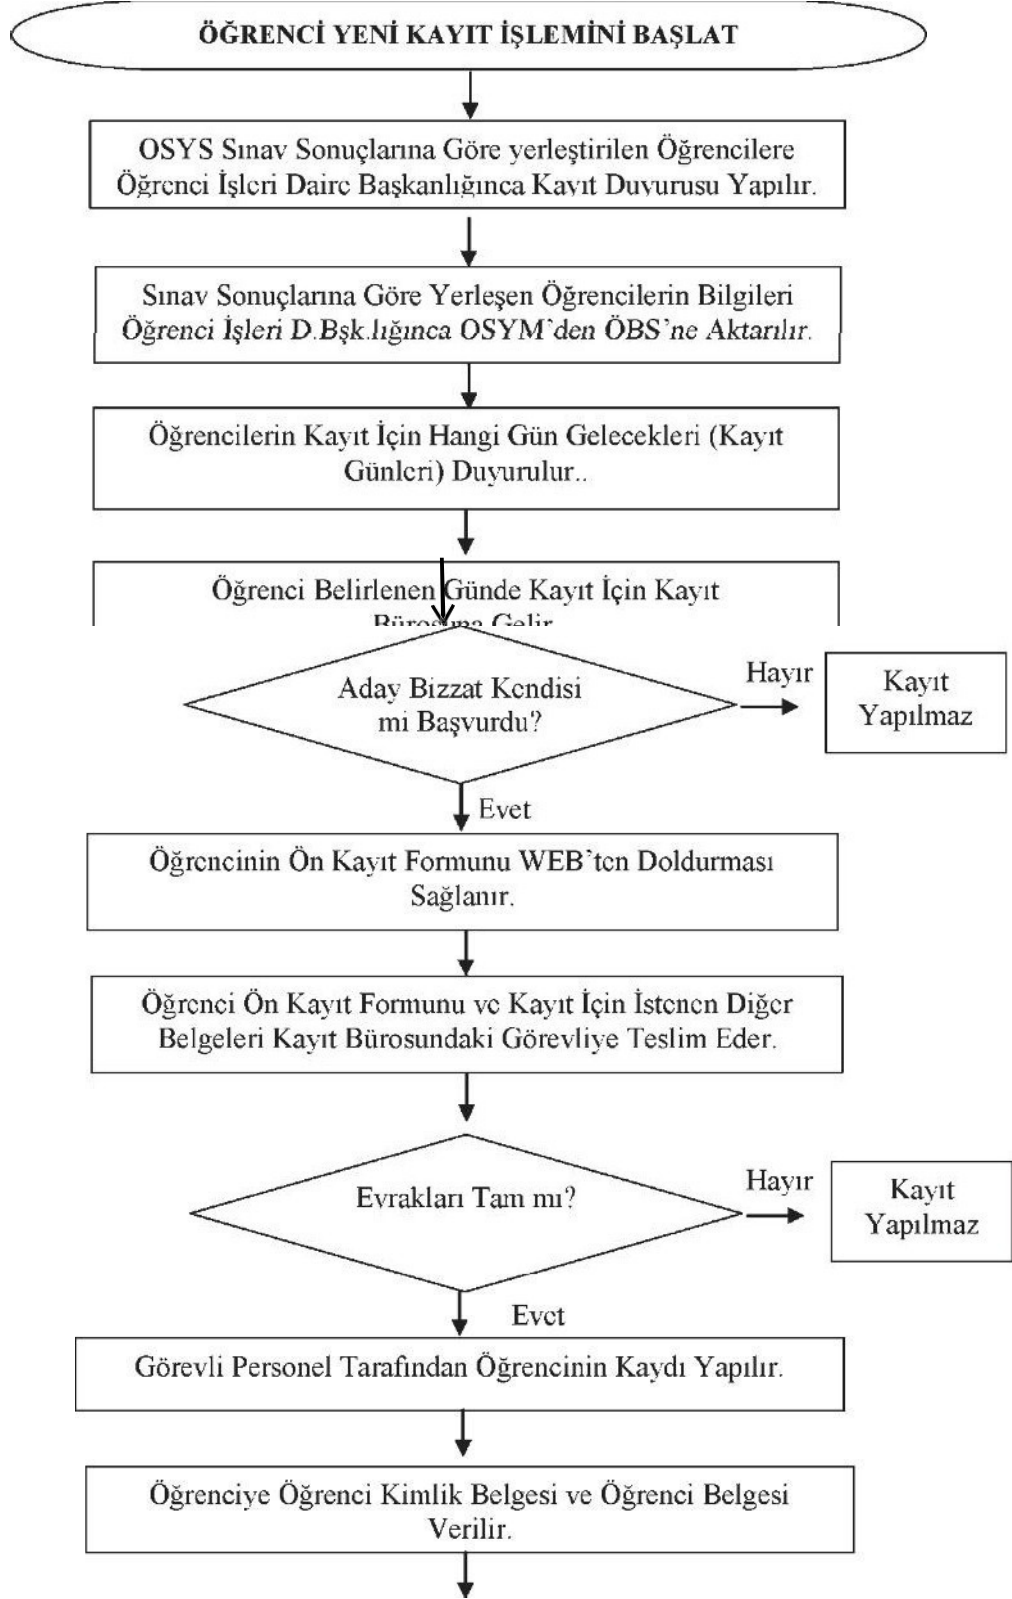 ÖĞRENCİ YENİ KAYIT İŞLEMİNİ BAŞLAT
OSYS Sınav Sonuçlarına Göre yerleştirilen Öğrencilere
Öğrenci İşleri Daire Başkanlığınca Kayıt Duyurusu Yapılır.
Sınav Sonuçlarına Göre Yerleşen Öğrencilerin Bilgileri
Öğrenci İşleri D.Bşk.lığınca OSYM'den ÖBS'ne Aktarılır.
Öğrencilerin Kayıt İçin Hangi Gün Gelecekleri (Kayıt
Günleri) Duyurulur..
Öğrenci Belirlenen Günde Kayıt İçin Kayıt
Bürosuna Gelir
Aday Bizzat Kendisi
mi Başvurdu?
Hayır
Kayıt
Yapılmaz
Evet
Öğrencinin Ön Kayıt Formunu WEB'ten Doldurması
Sağlanır.
Öğrenci Ön Kayıt Formunu ve Kayıt İçin İstenen Diğer
Belgeleri Kayıt Bürosundaki Görevliye Teslim Eder.
Evrakları Tam mı?
Hayır
Kayıt
Yapılmaz
Evet
Görevli Personel Tarafından Öğrencinin Kaydı Yapılır.
Öğrenciye Öğrenci Kimlik Belgesi ve Öğrenci Belgesi
Verilir.